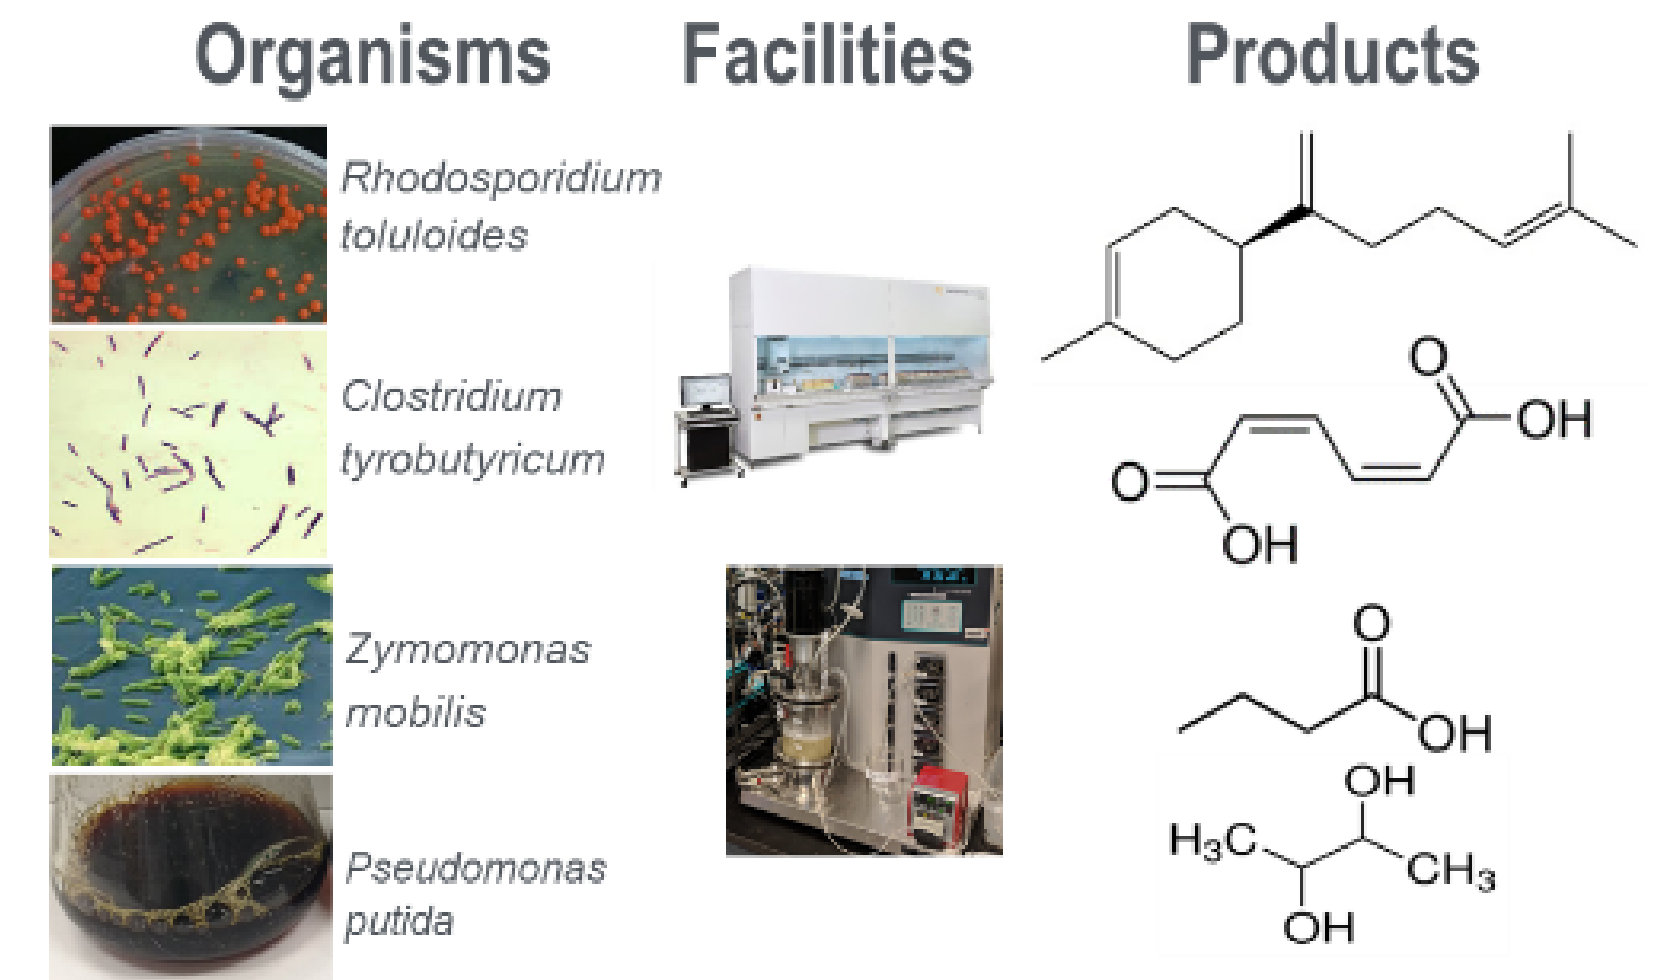 Organisms
Facilities
Products
Rhodosporidium
toluloides
Clostridium
tyrobutyricum
Zymomonas
mobilis
Pseudomonas
putida
O
OH
O
OH
O
OH
OH
H₃C
CH₃
OH